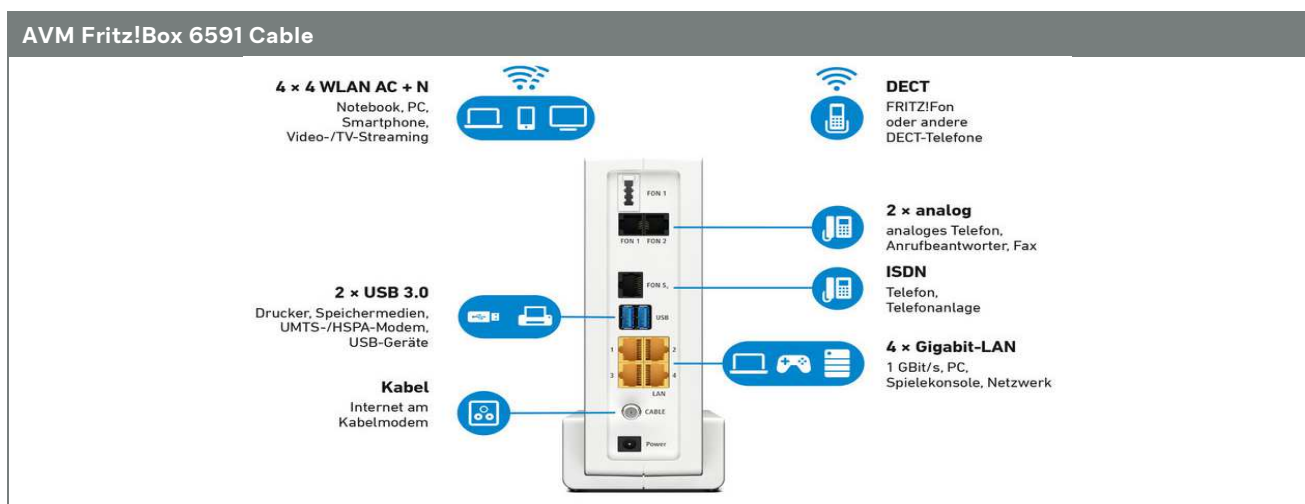 AVM Fritz!Box 6591 Cable
4 × 4 WLAN AC + N
Notebook, PC,
Smartphone,
Video-/TV-Streaming
DECT
FRITZ!Fon
oder andere
DECT-Telefone
FON 1
FON 1 FON 2
2 × analog
analoges Telefon,
Anrufbeantworter, Fax
FON S₀
ISDN
Telefon,
Telefonanlage
2 × USB 3.0
Drucker, Speichermedien,
UMTS-/HSPA-Modem,
USB-Geräte
USB
1 2
3 4
LAN
4 × Gigabit-LAN
1 GBit/s, PC,
Spielekonsole, Netzwerk
Kabel
Internet am
Kabelmodem
CABLE
Power